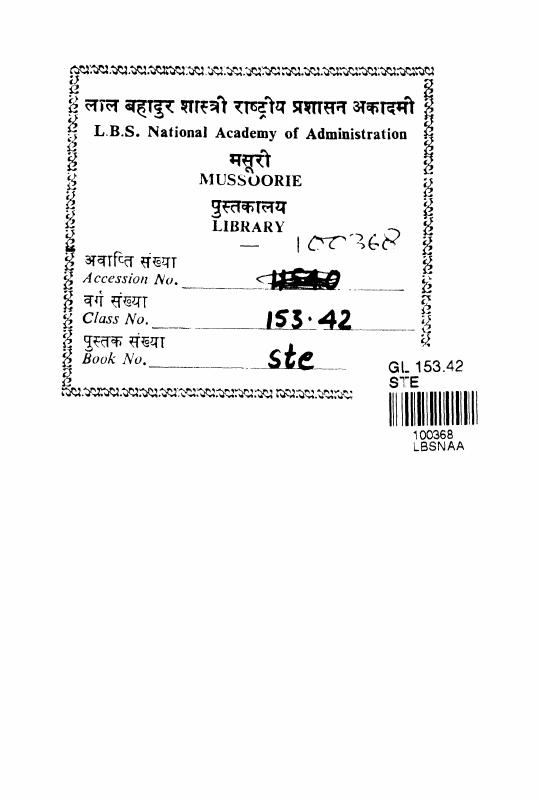 लाल बहादुर शास्त्री राष्ट्रीय प्रशासन अकादमी
L.B.S. National Academy of Administration
मसूरी
MUSSOORIE
पुस्तकालय
LIBRARY
100368
अवाप्ति संख्या
Accession No.
वर्ग संख्या
Class No. 153.42
पुस्तक संख्या
Book No. Ste
GL 153.42
STE
100368
LBSNAA